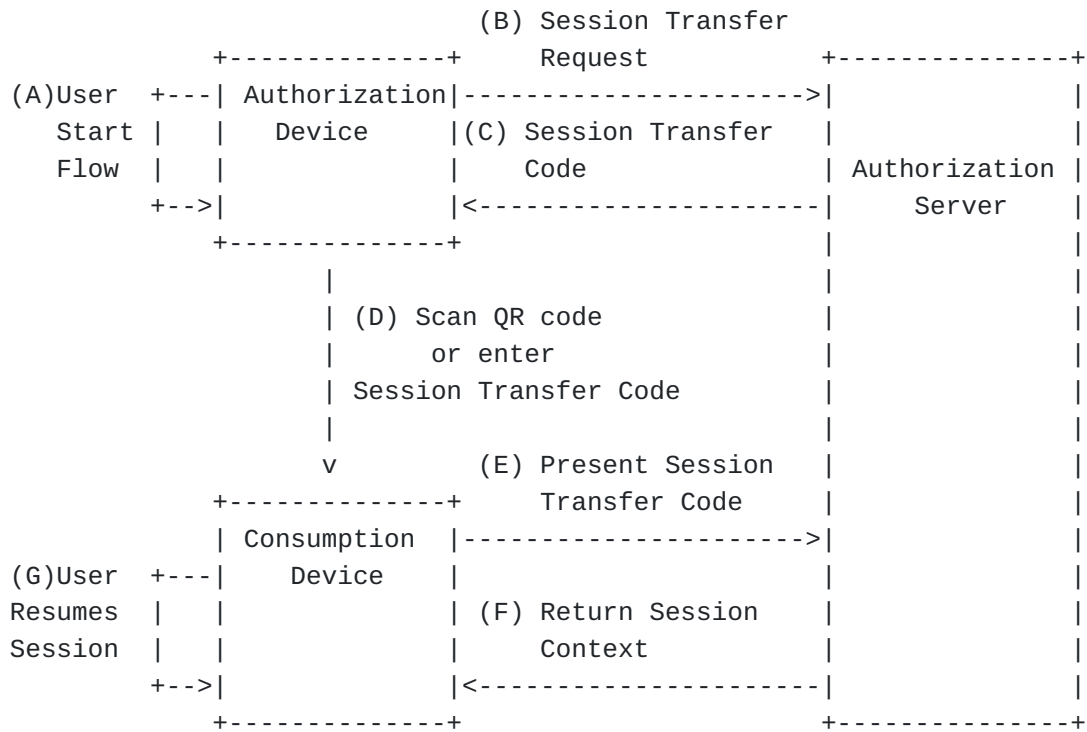 (B) Session Transfer
             +--------------+     Request           +---------------+
(A)User  +---| Authorization|---------------------->|               |
   Start |   |   Device     |(C) Session Transfer   |               |
   Flow  |   |              |    Code               | Authorization |
         +-->|              |<----------------------|     Server    |
             +--------------+                       |               |
                    |                               |               |
                    | (D) Scan QR code              |               |
                    |      or enter                 |               |
                    | Session Transfer Code         |               |
                    |                               |               |
                    v         (E) Present Session   |               |
             +--------------+     Transfer Code     |               |
             | Consumption  |---------------------->|               |
(G)User  +---|    Device    |                       |               |
Resumes  |   |              | (F) Return Session    |               |
Session  |   |              |     Context           |               |
         +-->|              |<----------------------|               |
             +--------------+                       +---------------+